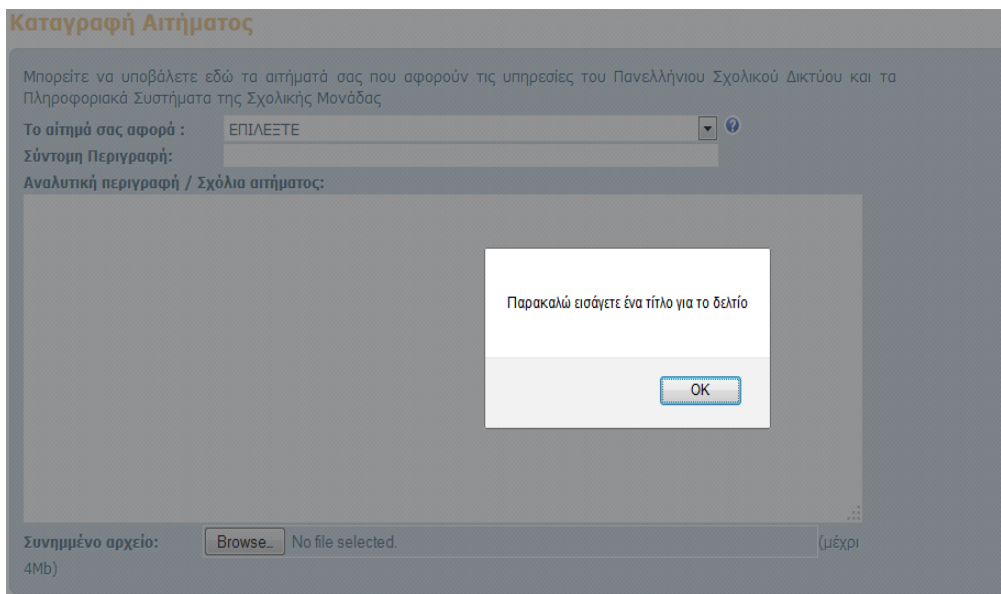 Καταγραφή Αιτήματος
Μπορείτε να υποβάλετε εδώ τα αιτήματά σας που αφορούν τις υπηρεσίες του Πανελλήνιου Σχολικού Δικτύου και τα
Πληροφοριακά Συστήματα της Σχολικής Μονάδας
Το αίτημά σας αφορά : ΕΠΙΛΕΞΤΕ ?
Σύντομη Περιγραφή:
Αναλυτική περιγραφή / Σχόλια αιτήματος:
Παρακαλώ εισάγετε ένα τίτλο για το δελτίο
OK
Συνημμένο αρχείο: Browse.. No file selected. (μέχρι
4Mb)